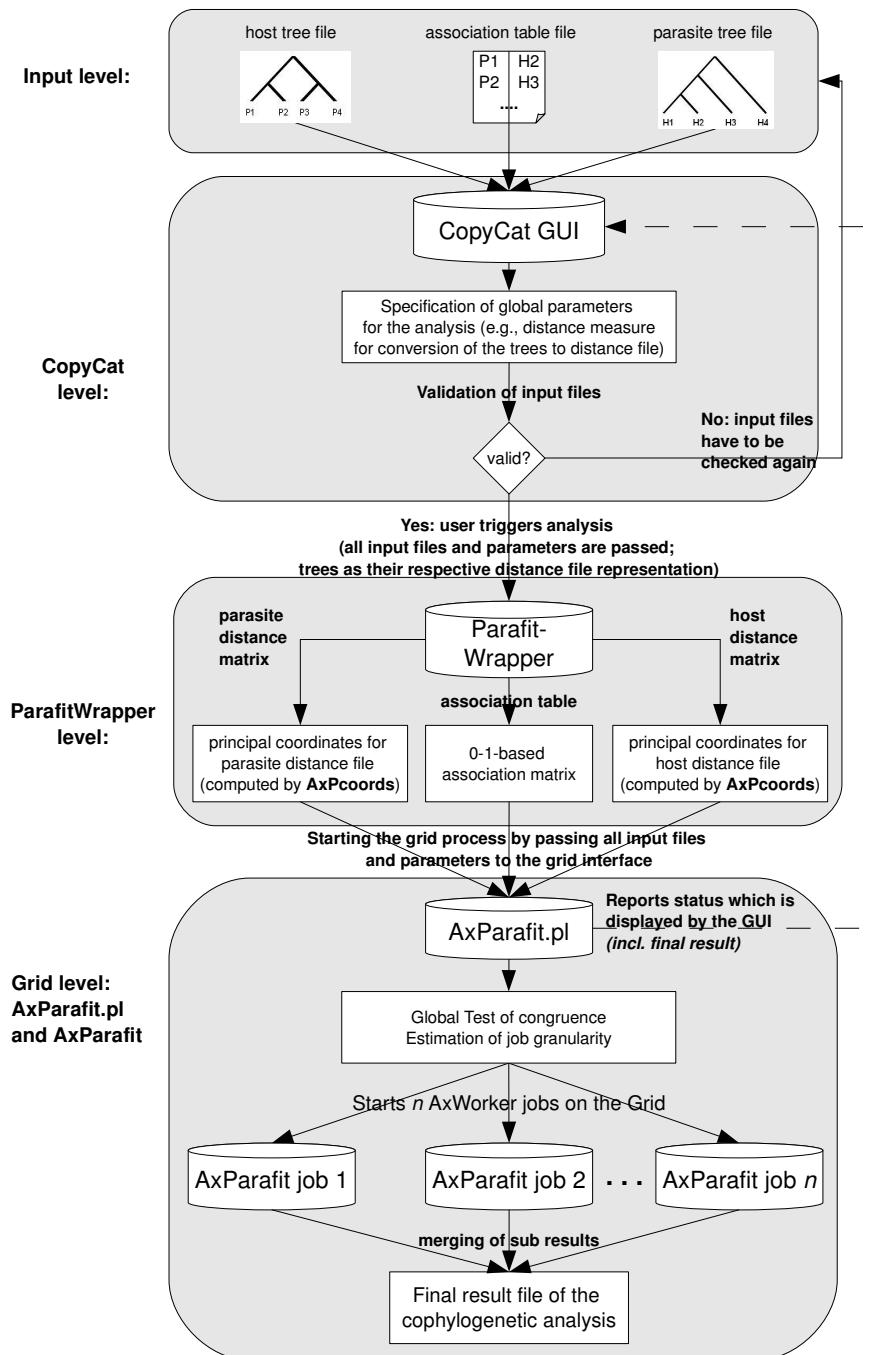 host tree file
association table file
parasite tree file
Input level:
P1 H2
P2 H3
....
P1 P2 P3 P4
H1 H2 H3 H4
CopyCat GUI
Specification of global parameters
for the analysis (e.g., distance measure
for conversion of the trees to distance file)
CopyCat
level:
Validation of input files
No: input files
have to be
checked again
valid?
Yes: user triggers analysis
(all input files and parameters are passed;
trees as their respective distance file representation)
parasite
distance
matrix
Parafit-
Wrapper
host
distance
matrix
association table
ParafitWrapper
level:
principal coordinates for
parasite distance file
(computed by AxPcoords)
0-1-based
association matrix
principal coordinates for
host distance file
(computed by AxPcoords)
Starting the grid process by passing all input files
and parameters to the grid interface
AxParafit.pl
Reports status which is
displayed by the GUI
(incl. final result)
Grid level:
AxParafit.pl
and AxParafit
Global Test of congruence
Estimation of job granularity
Starts n AxWorker jobs on the Grid
AxParafit job 1
AxParafit job 2
. . .
AxParafit job n
merging of sub results
Final result file of the
cophylogenetic analysis